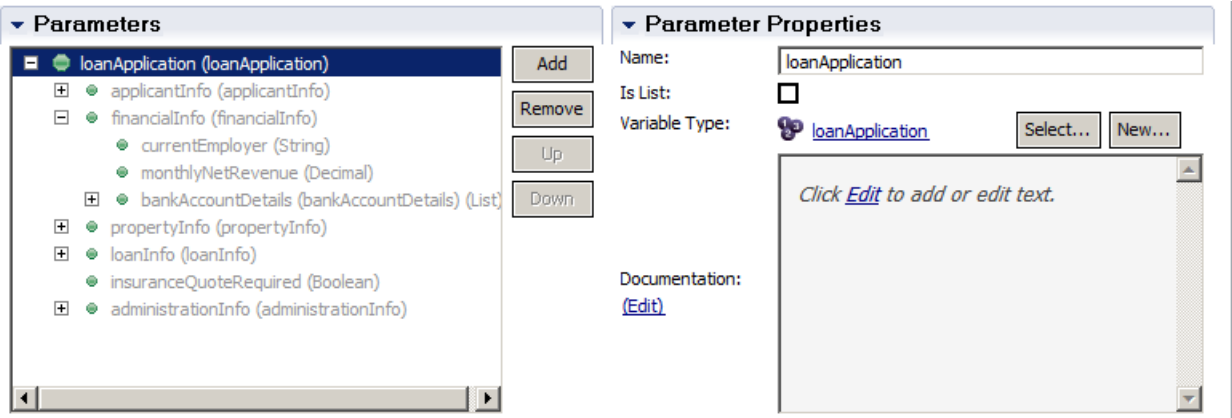 Parameters
loanApplication (loanApplication)
applicantInfo (applicantInfo)
financialInfo (financialInfo)
currentEmployer (String)
monthlyNetRevenue (Decimal)
bankAccountDetails (bankAccountDetails) (List)
propertyInfo (propertyInfo)
loanInfo (loanInfo)
insuranceQuoteRequired (Boolean)
administrationInfo (administrationInfo)
Add
Remove
Up
Down
Parameter Properties
Name: loanApplication
Is List:
Variable Type: loanApplication Select... New...
Click Edit to add or edit text.
Documentation:
(Edit)